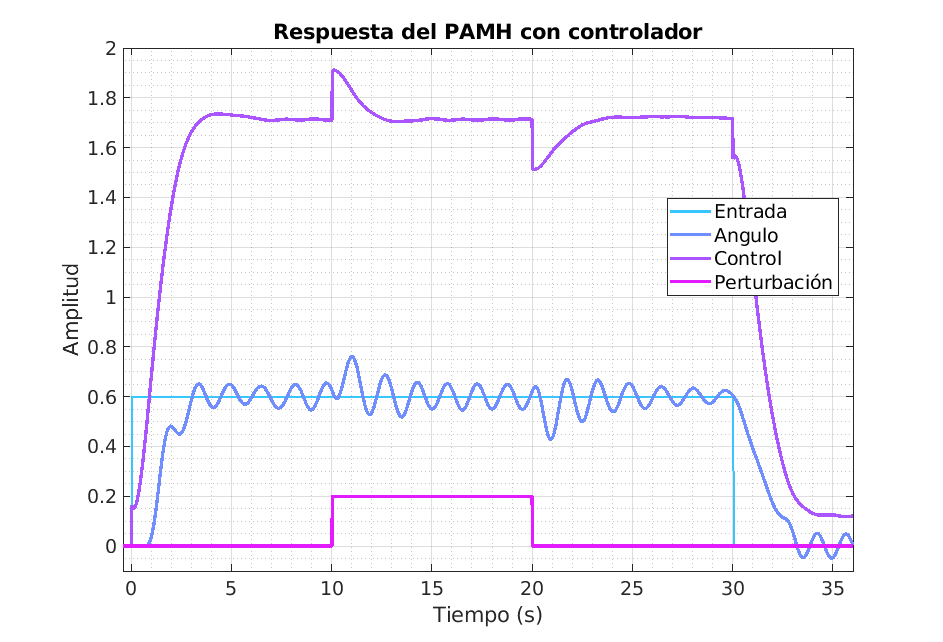 Respuesta del PAMH con controlador
2
1.8
1.6
1.4
1.2
1
0.8
0.6
0.4
0.2
0
Amplitud
Entrada
Angulo
Control
Perturbación
0 5 10 15 20 25 30 35
Tiempo (s)